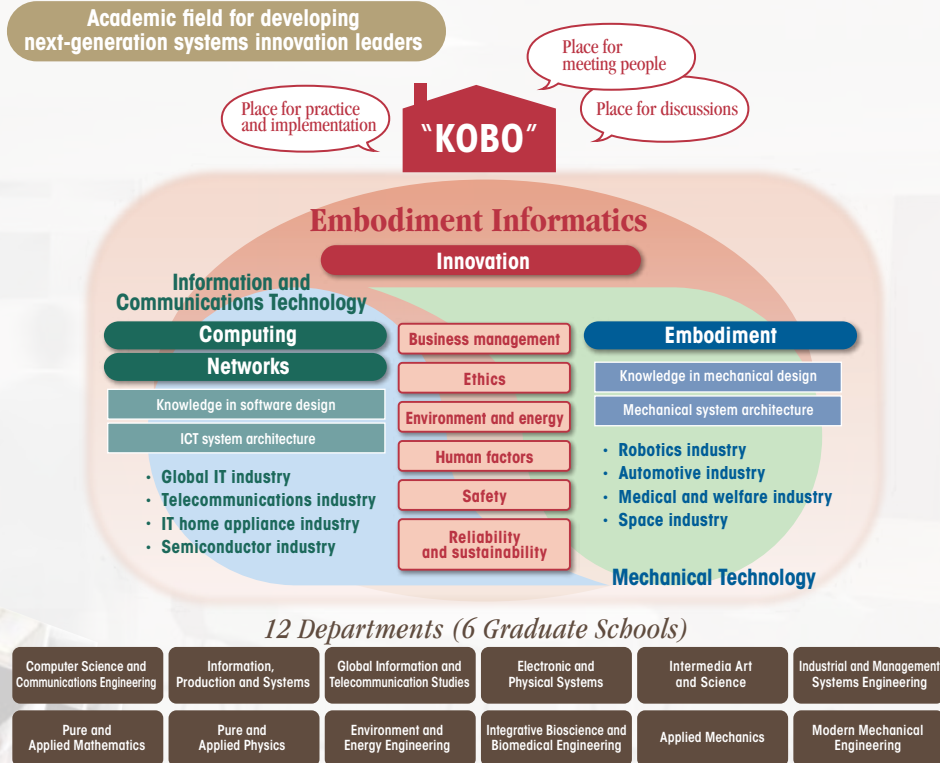 Academic field for developing
next-generation systems innovation leaders
Place for
meeting people
Place for practice
and implementation
Place for discussions
"KOBO"
Embodiment Informatics
Innovation
Information and
Communications Technology
Computing
Networks
Knowledge in software design
ICT system architecture
• Global IT industry
• Telecommunications industry
• IT home appliance industry
• Semiconductor industry
Business management
Ethics
Environment and energy
Human factors
Safety
Reliability
and sustainability
Embodiment
Knowledge in mechanical design
Mechanical system architecture
• Robotics industry
• Automotive industry
• Medical and welfare industry
• Space industry
Mechanical Technology
12 Departments (6 Graduate Schools)
Computer Science and
Communications Engineering
Information,
Production and Systems
Global Information and
Telecommunication Studies
Electronic and
Physical Systems
Intermedia Art
and Science
Industrial and Management
Systems Engineering
Pure and
Applied Mathematics
Pure and
Applied Physics
Environment and
Energy Engineering
Integrative Bioscience and
Biomedical Engineering
Applied Mechanics
Modern Mechanical
Engineering